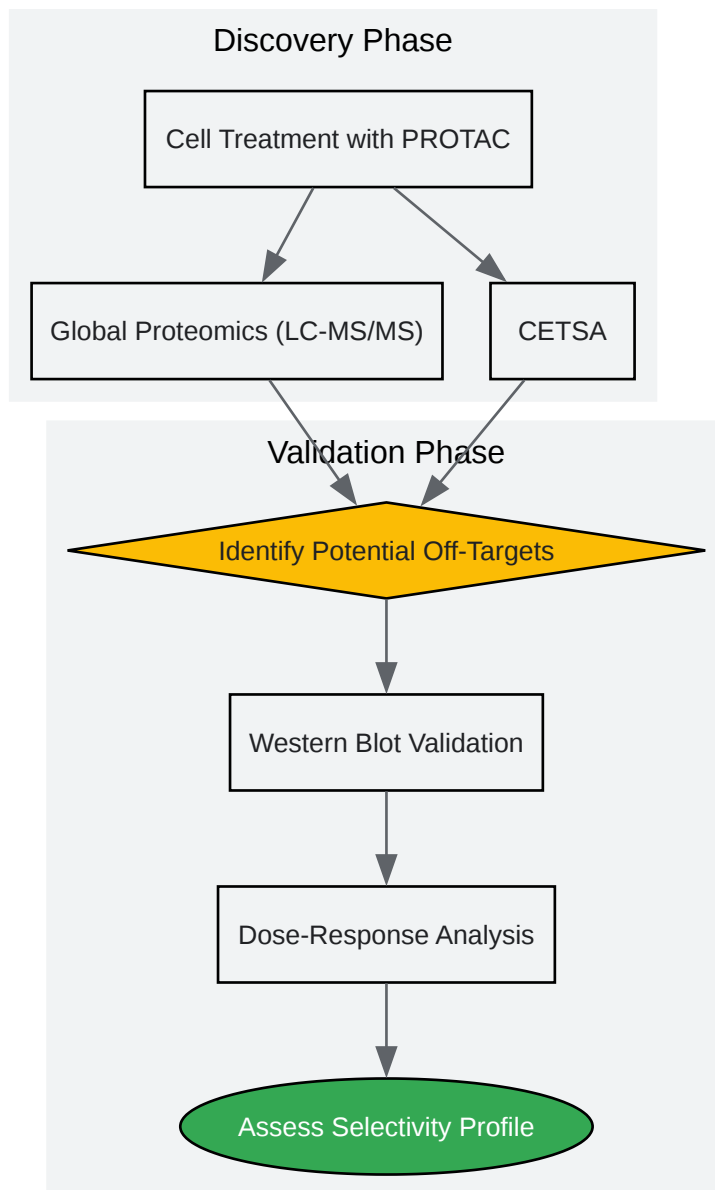 Discovery Phase
Cell Treatment with PROTAC
Global Proteomics (LC-MS/MS)
CETSA
Validation Phase
Identify Potential Off-Targets
Western Blot Validation
Dose-Response Analysis
Assess Selectivity Profile